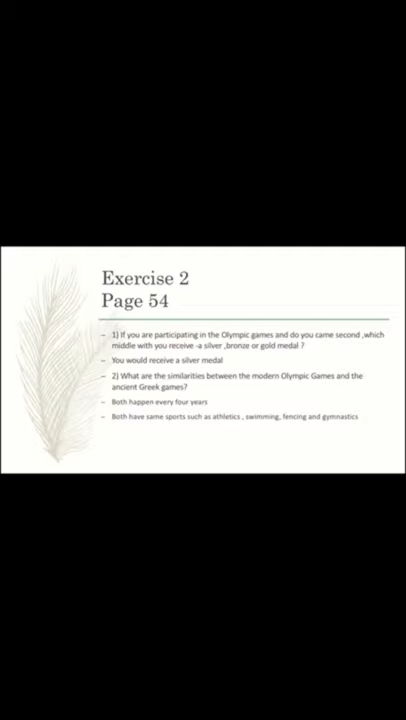 Exercise 2
Page 54
– 1) If you are participating in the Olympic games and do you came second ,which
middle with you receive -a silver ,bronze or gold medal ?
– You would receive a silver medal
– 2) What are the similarities between the modern Olympic Games and the
ancient Greek games?
– Both happen every four years
– Both have same sports such as athletics , swimming, fencing and gymnastics